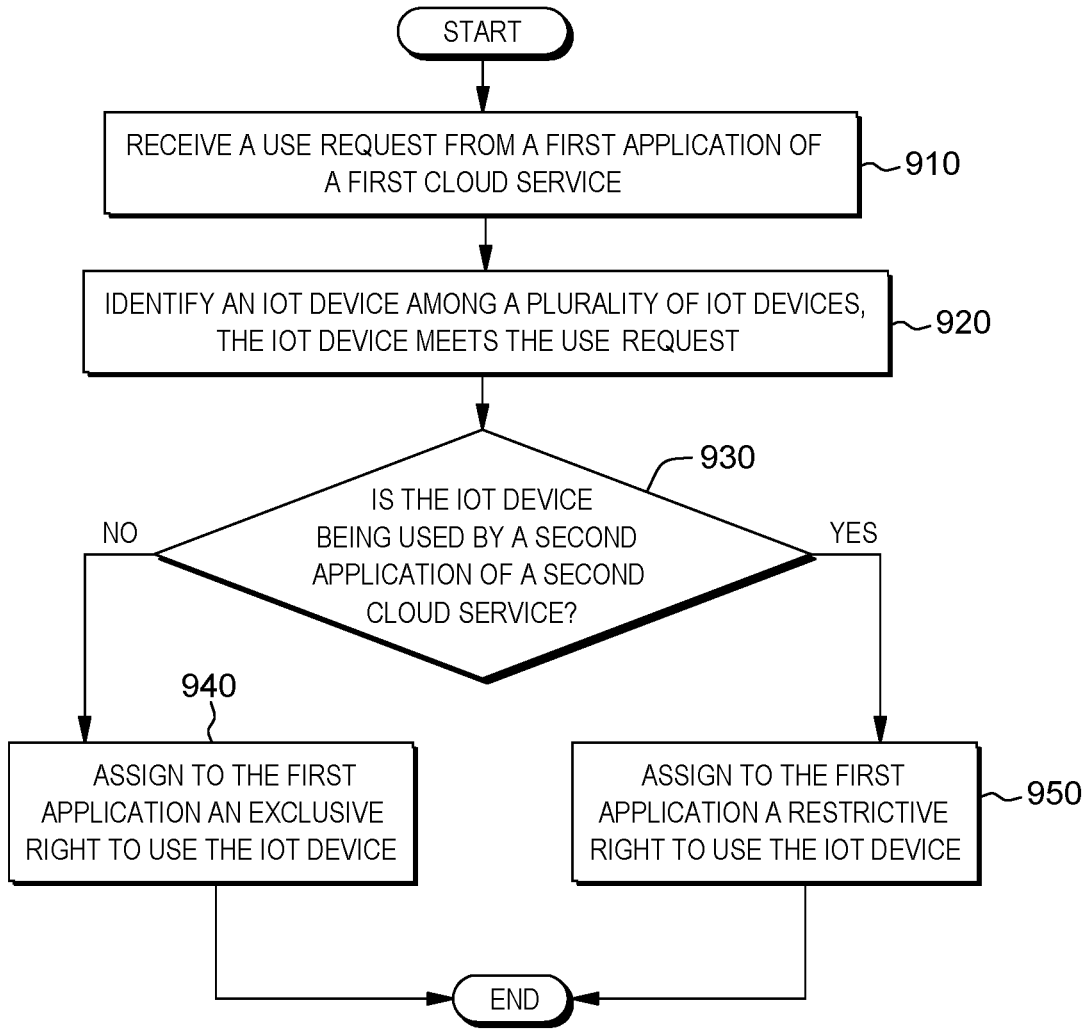 START
RECEIVE A USE REQUEST FROM A FIRST APPLICATION OF
A FIRST CLOUD SERVICE
910
IDENTIFY AN IOT DEVICE AMONG A PLURALITY OF IOT DEVICES,
THE IOT DEVICE MEETS THE USE REQUEST
920
930
IS THE IOT DEVICE
BEING USED BY A SECOND
APPLICATION OF A SECOND
CLOUD SERVICE?
NO
YES
940
ASSIGN TO THE FIRST
APPLICATION AN EXCLUSIVE
RIGHT TO USE THE IOT DEVICE
ASSIGN TO THE FIRST
APPLICATION A RESTRICTIVE
RIGHT TO USE THE IOT DEVICE
950
END